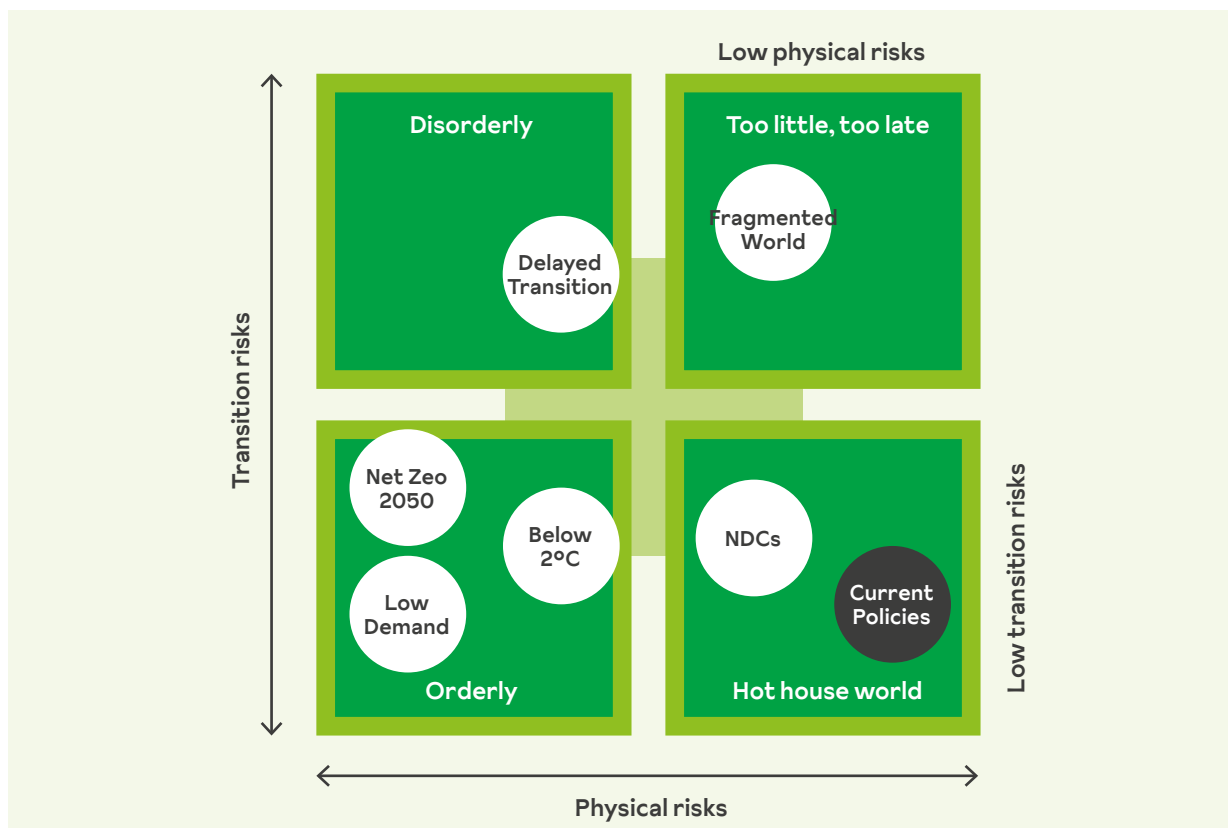 Low physical risks
Disorderly
Too little, too late
Fragmented
World
Delayed
Transition
Transition risks
Net Zeo
2050
Below
2°C
Low
Demand
Orderly
NDCs
Current
Policies
Hot house world
Low transition risks
Physical risks